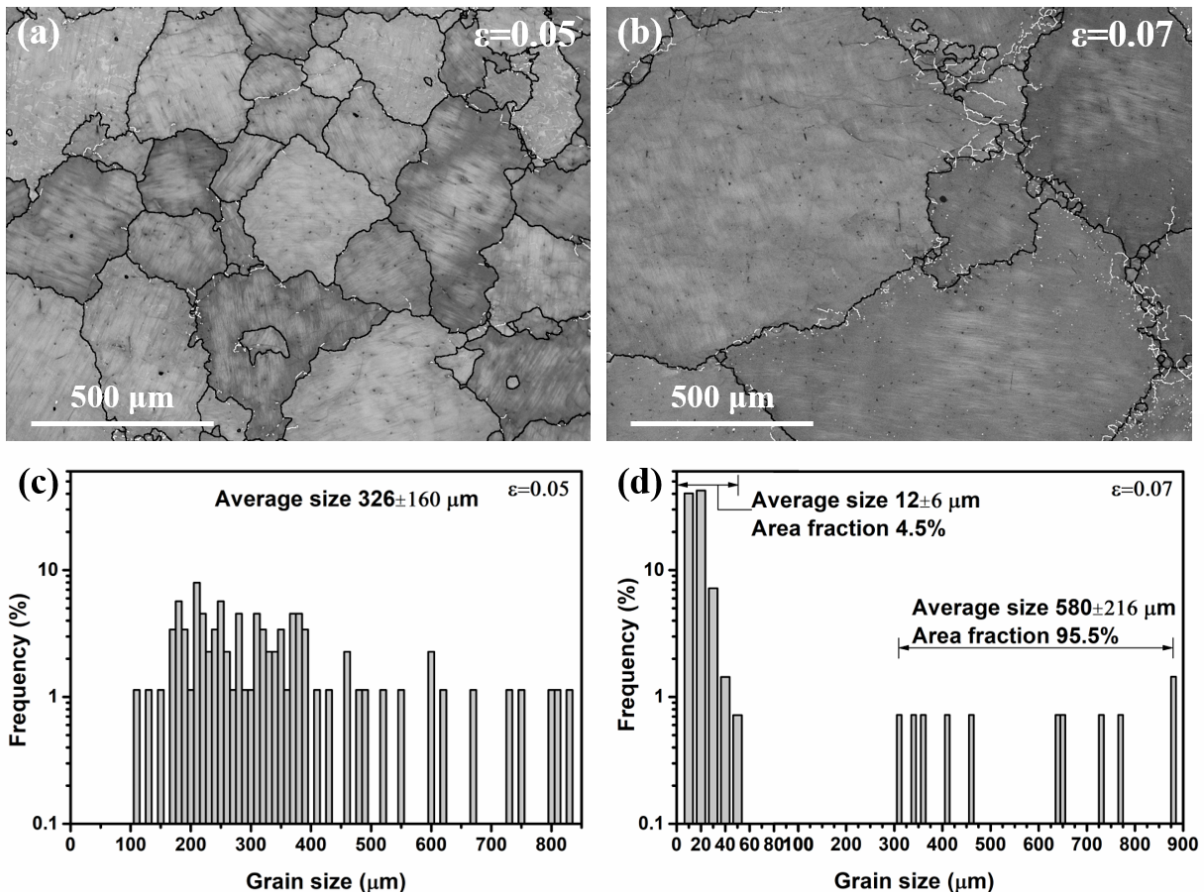 (a)
ε=0.05
500 μm
(b)
ε=0.07
500 μm
(c)
ε=0.05
Average size 326±160 μm
Frequency (%)
10
1
0.1
0 100 200 300 400 500 600 700 800
Grain size (μm)
(d)
ε=0.07
Average size 12±6 μm
Area fraction 4.5%
Average size 580±216 μm
Area fraction 95.5%
Frequency (%)
10
1
0.1
0 20 40 60 80 100 200 300 400 500 600 700 800 900
Grain size (μm)